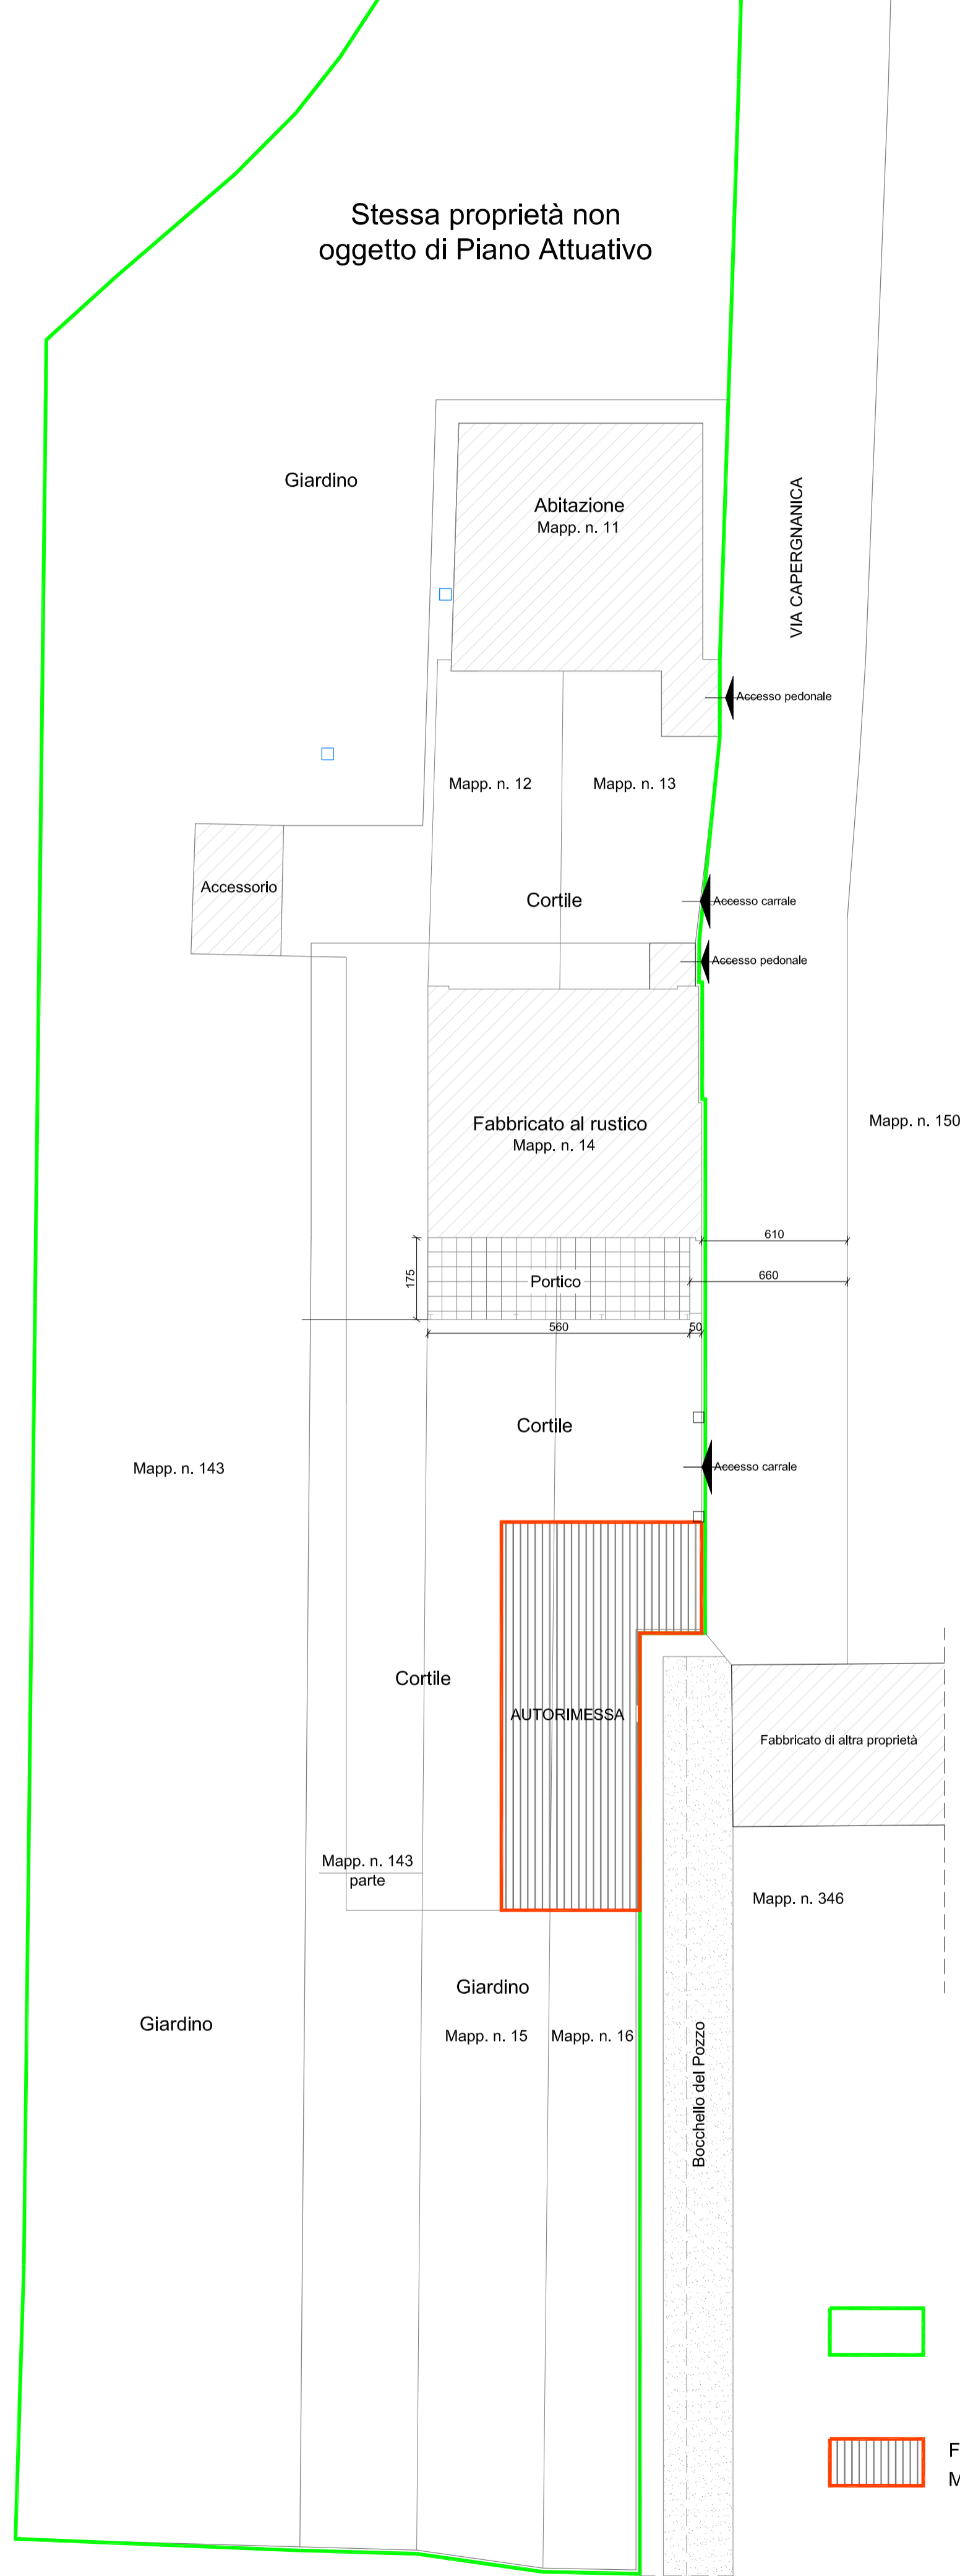 Stessa proprietà non
oggetto di Piano Attuativo
Giardino
Abitazione
Mapp. n. 11
VIA CAPERGNANICA
Accesso pedonale
Mapp. n. 12
Mapp. n. 13
Accessorio
Cortile
Accesso carrale
Accesso pedonale
Fabbricato al rustico
Mapp. n. 14
Mapp. n. 150
610
175
Portico
660
560
50
Cortile
Mapp. n. 143
Accesso carrale
Cortile
AUTORIMESSA
Fabbricato di altra proprietà
Mapp. n. 143
parte
Mapp. n. 346
Giardino
Giardino
Mapp. n. 15
Mapp. n. 16
Bocchello del Pozzo
F
M